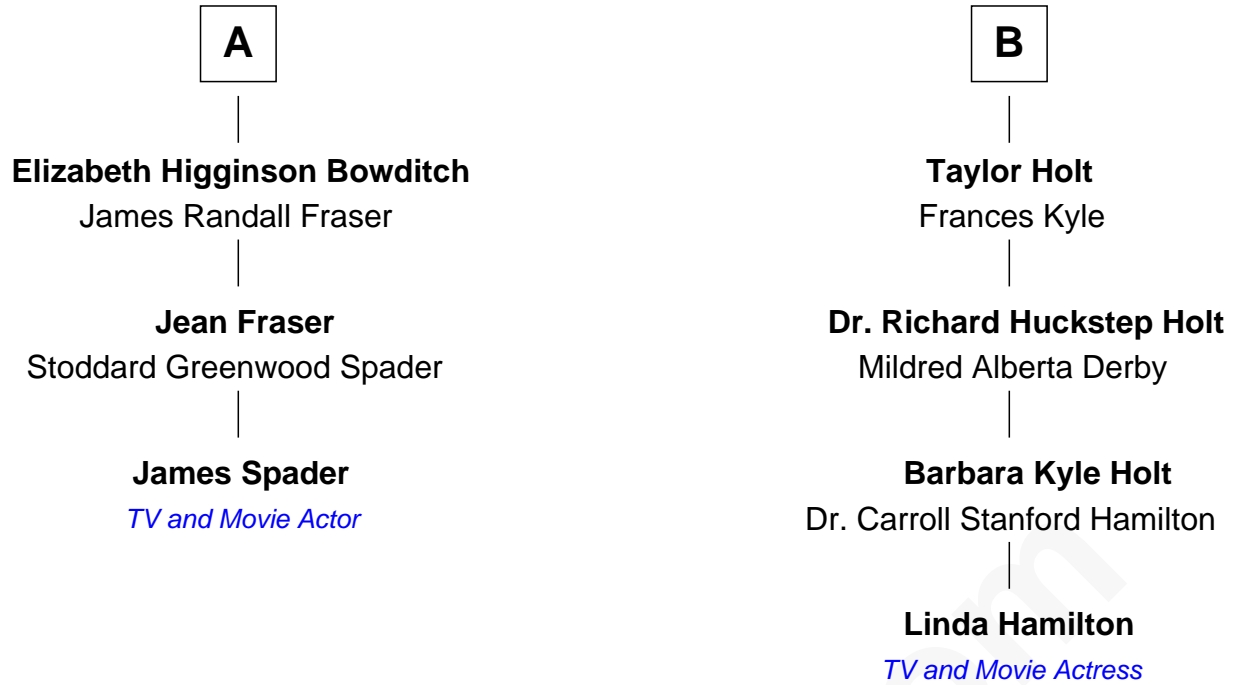 A
Elizabeth Higginson Bowditch
James Randall Fraser
Jean Fraser
Stoddard Greenwood Spader
James Spader
TV and Movie Actor
B
Taylor Holt
Frances Kyle
Dr. Richard Huckstep Holt
Mildred Alberta Derby
Barbara Kyle Holt
Dr. Carroll Stanford Hamilton
Linda Hamilton
TV and Movie Actress